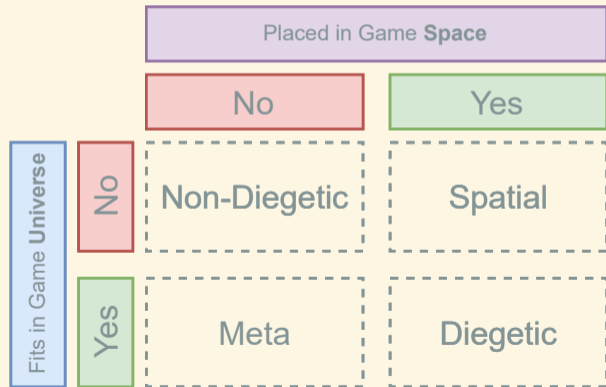 Placed in Game Space
No
Yes
Fits in Game Universe
No
Non-Diegetic
Spatial
Yes
Meta
Diegetic